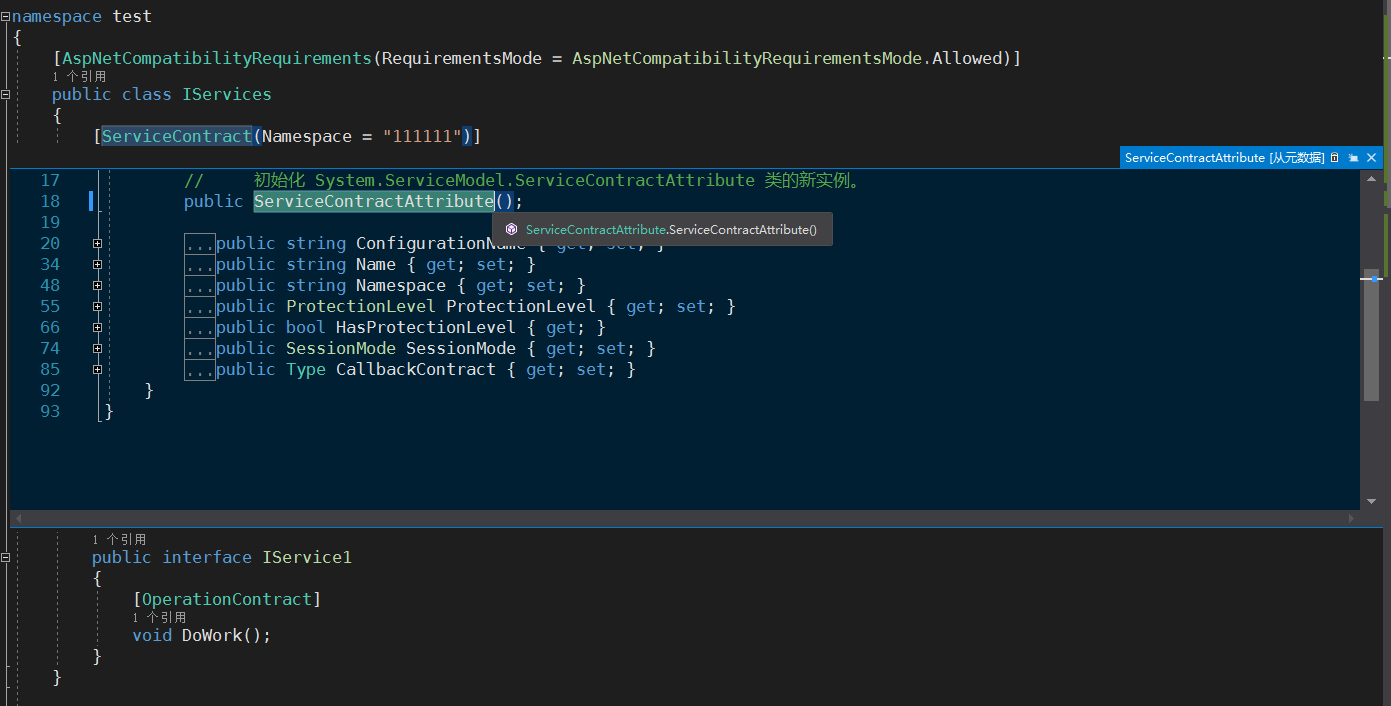 namespace test
{
[AspNetCompatibilityRequirements(RequirementsMode = AspNetCompatibilityRequirementsMode.Allowed)]
1 个引用
public class IServices
{
[ServiceContract(Namespace = "111111")]
ServiceContractAttribute [从元数据]
17 // 初始化 System.ServiceModel.ServiceContractAttribute 类的新实例。
18 public ServiceContractAttribute();
19
ServiceContractAttribute.ServiceContractAttribute()
20 ...public string ConfigurationName { get; set; }
34 ...public string Name { get; set; }
48 ...public string Namespace { get; set; }
55 ...public ProtectionLevel ProtectionLevel { get; set; }
66 ...public bool HasProtectionLevel { get; }
74 ...public SessionMode SessionMode { get; set; }
85 ...public Type CallbackContract { get; set; }
92 }
93 }
1 个引用
public interface IService1
{
[OperationContract]
1 个引用
void DoWork();
}
}